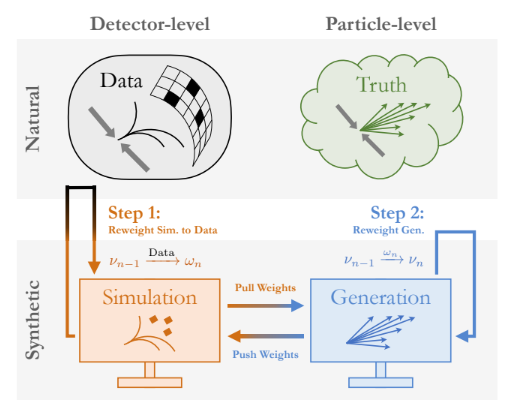 Detector-level
Particle-level
Natural
Data
Truth
Step 1:
Reweight Sim. to Data
Step 2:
Reweight Gen.
Synthetic
νₙ₋₁ —Data→ ωₙ
νₙ₋₁ —ωₙ→ νₙ
Simulation
Pull Weights
Generation
Push Weights